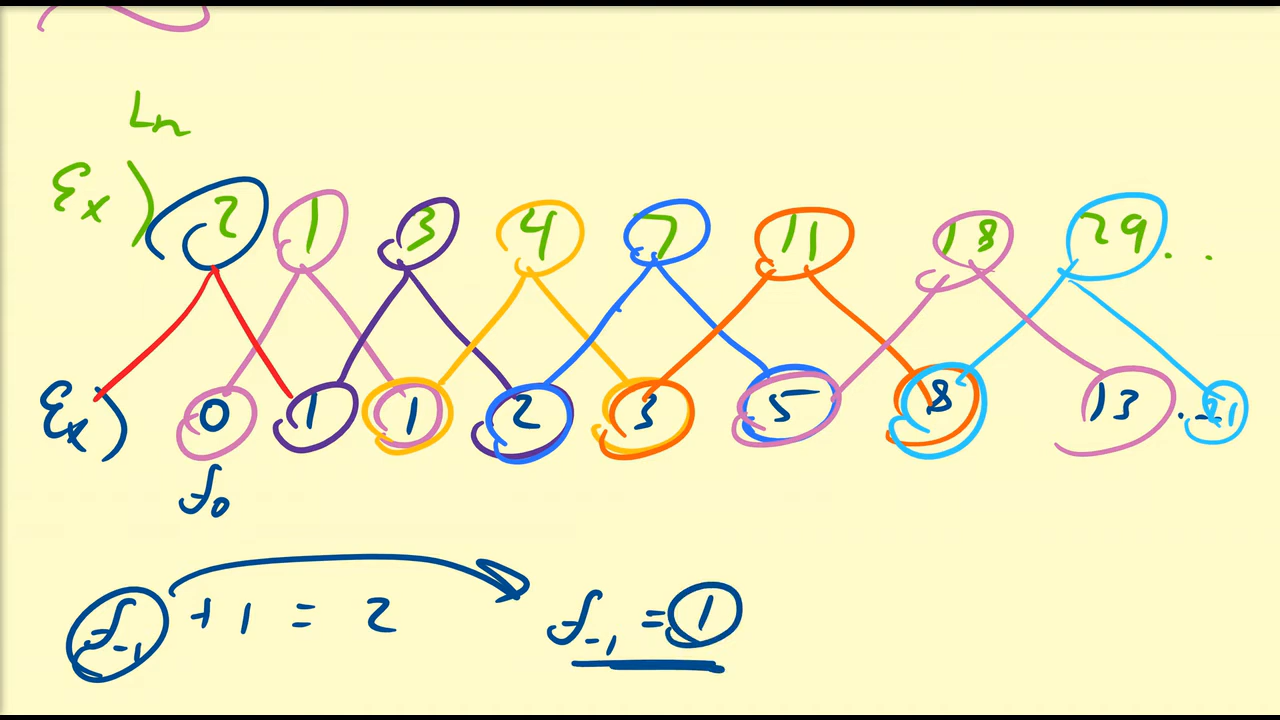 Ln
Ex) 2 1 3 4 7 11 18 29 . .
Ex) 0 1 1 2 3 5 8 13 . . . 21
f₀
f₋₁ + 1 = 2 f₋₁ = 1